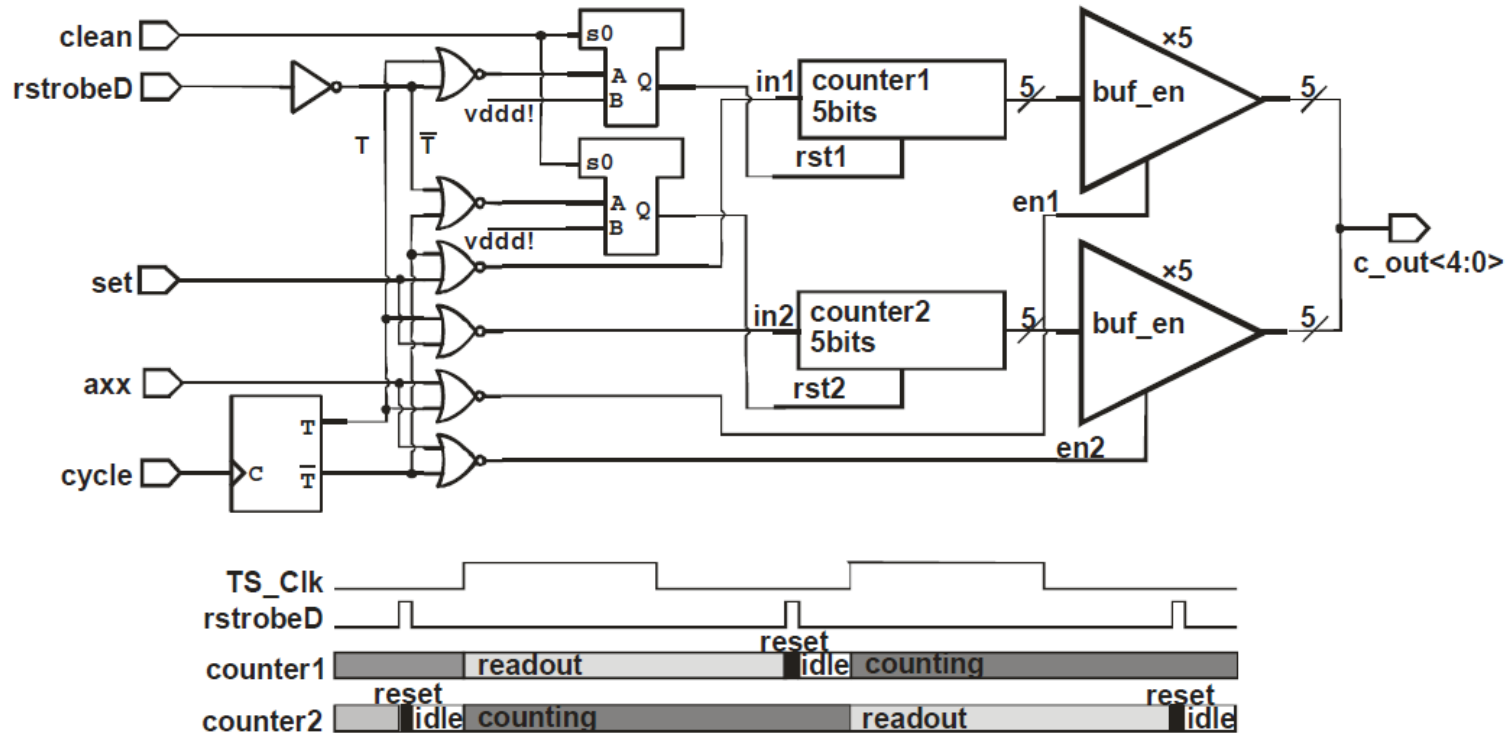 clean
s0
rstrobeD
A
Q
B
vddd!
T
T̅
in1
counter1
5bits
rst1
5
×5
buf_en
5
en1
s0
A
Q
B
vddd!
set
in2
counter2
5bits
rst2
5
×5
buf_en
5
en2
c_out<4:0>
axx
cycle
C
T
T̅
TS_Clk
rstrobeD
reset
counter1
readout
idle
counting
reset
reset
counter2
idle
counting
readout
idle